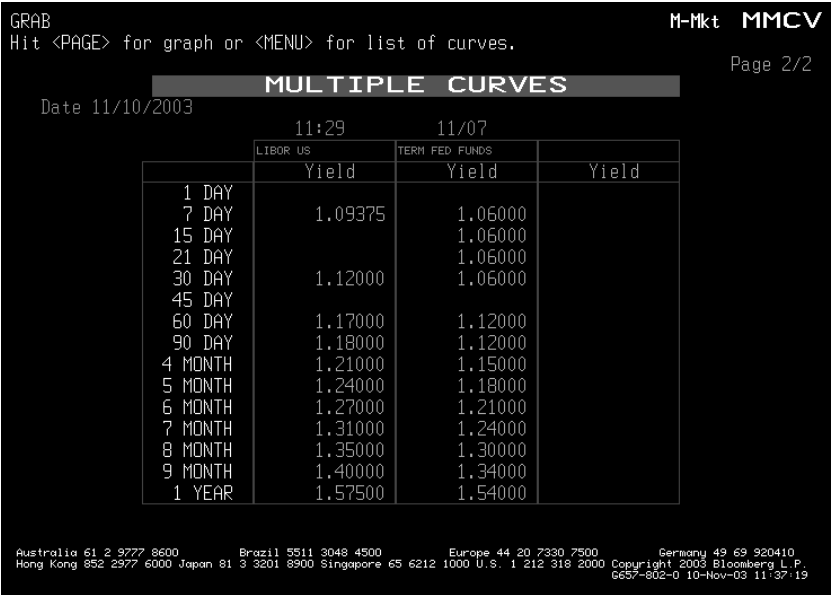 GRAB M-Mkt MMCV
Hit <PAGE> for graph or <MENU> for list of curves.
Page 2/2
MULTIPLE CURVES
Date 11/10/2003
11:29 11/07
LIBOR US TERM FED FUNDS
Yield Yield Yield
1 DAY
7 DAY 1.09375 1.06000
15 DAY 1.06000
21 DAY 1.06000
30 DAY 1.12000 1.06000
45 DAY
60 DAY 1.17000 1.12000
90 DAY 1.18000 1.12000
4 MONTH 1.21000 1.15000
5 MONTH 1.24000 1.18000
6 MONTH 1.27000 1.21000
7 MONTH 1.31000 1.24000
8 MONTH 1.35000 1.30000
9 MONTH 1.40000 1.34000
1 YEAR 1.57500 1.54000
Australia 61 2 9777 8600 Brazil 5511 3048 4500 Europe 44 20 7330 7500 Germany 49 69 920410
Hong Kong 852 2977 6000 Japan 81 3 3201 8900 Singapore 65 6212 1000 U.S. 1 212 318 2000 Copyright 2003 Bloomberg L.P.
G657-802-0 10-Nov-03 11:37:19